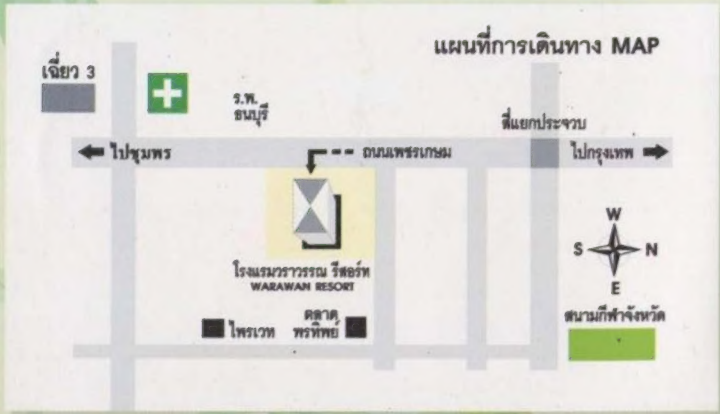 แผนที่การเดินทาง MAP
เฉี่ยว 3
ร.พ.
ธนบุรี
สี่แยกประจวบ
ไปชุมพร
ถนนเพชรเกษม
ไปกรุงเทพ
W
S N
E
โรงแรมวราวรรณ รีสอร์ท
WARAWAN RESORT
สนามกีฬาจังหวัด
ไพรเวท
ตลาด
พรทิพย์